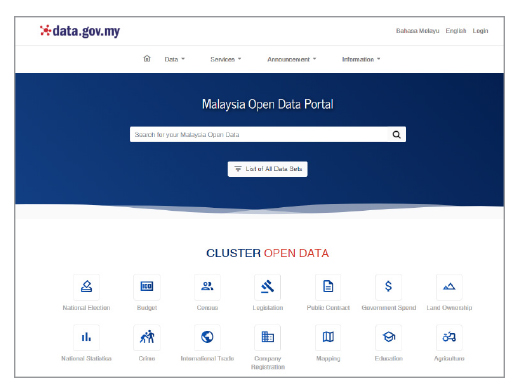 data.gov.my
Bahasa Melayu English Login
Data Services Announcement Information
Malaysia Open Data Portal
Search for your Malaysia Open Data
List of All Data Sets
CLUSTER OPEN DATA
National Election Budget Census Legislation Public Contract Government Spend Land Ownership
National Statistics Crime International Trade Company Mapping Education Agriculture
Registration